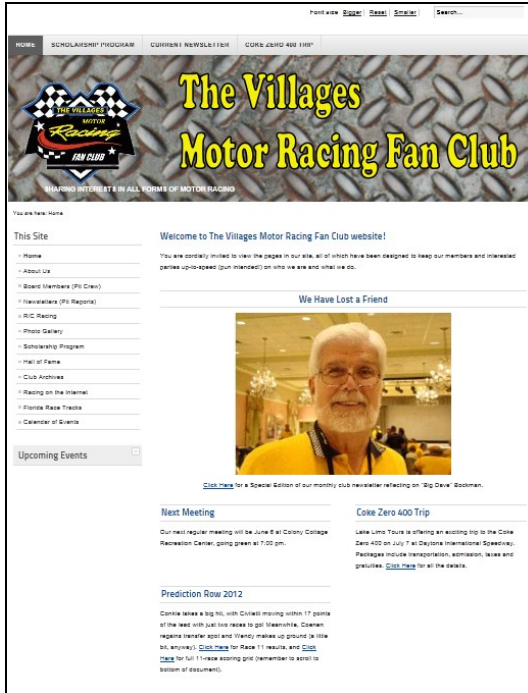 Font size Bigger | Reset | Smaller | Search...
HOME SCHOLARSHIP PROGRAM CURRENT NEWSLETTER COKE ZERO 400 TRIP
The Villages
Motor Racing Fan Club
THE VILLAGES
MOTOR
Racing
FAN CLUB
SHARING INTERESTS IN ALL FORMS OF MOTOR RACING
You are here: Home
This Site
Home
About Us
Board Members (Pit Crew)
Newsletters (Pit Reports)
R/C Racing
Photo Gallery
Scholarship Program
Hall of Fame
Club Archives
Racing on the Internet
Florida Race Tracks
Calendar of Events
Upcoming Events
Welcome to The Villages Motor Racing Fan Club website!
You are cordially invited to view the pages in our site, all of which have been designed to keep our members and interested
parties up-to-speed (pun intended!) on who we are and what we do.
We Have Lost a Friend
Click Here for a Special Edition of our monthly club newsletter reflecting on "Big Dave" Bockman.
Next Meeting
Our next regular meeting will be June 6 at Colony Cottage
Recreation Center, going green at 7:00 pm.
Coke Zero 400 Trip
Lake Limo Tours is offering an exciting trip to the Coke
Zero 400 on July 7 at Daytona International Speedway.
Packages include transportation, admission, taxes and
gratuities. Click Here for all the details.
Prediction Row 2012
Conkle takes a big hit, with Civiletti moving within 17 points
of the lead with just two races to go! Meanwhile, Coenen
regains transfer spot and Wendy makes up ground (a little
bit, anyway). Click Here for Race 11 results, and Click
Here for full 11-race scoring grid (remember to scroll to
bottom of document).